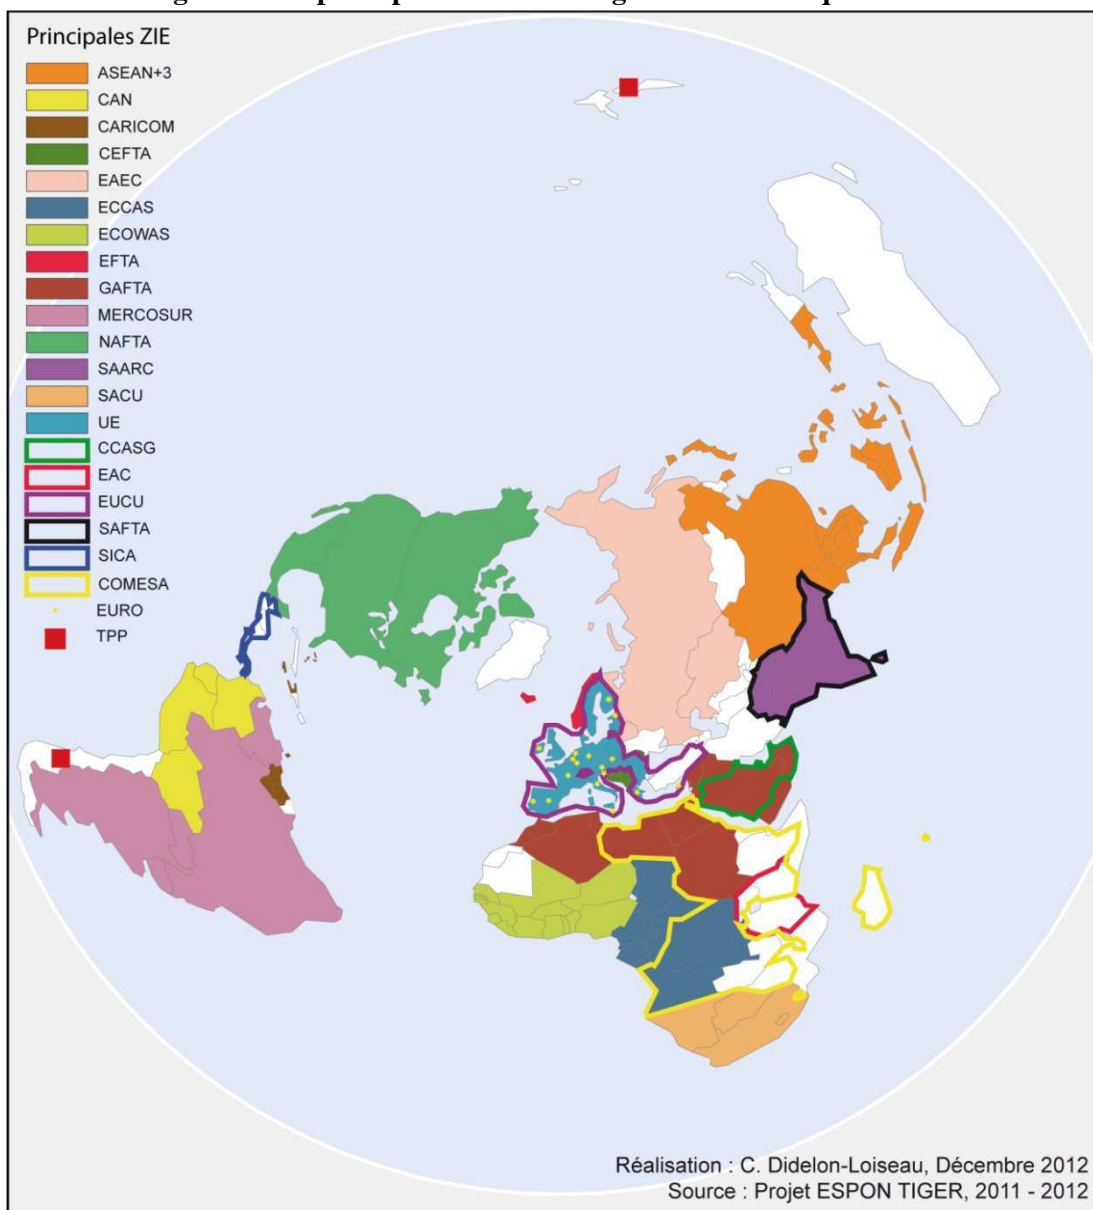 Principales ZIE
ASEAN+3
CAN
CARICOM
CEFTA
EAEC
ECCAS
ECOWAS
EFTA
GAFTA
MERCOSUR
NAFTA
SAARC
SACU
UE
CCASG
EAC
EUCU
SAFTA
SICA
COMESA
EURO
TPP
Réalisation : C. Didelon-Loiseau, Décembre 2012
Source : Projet ESPON TIGER, 2011 - 2012